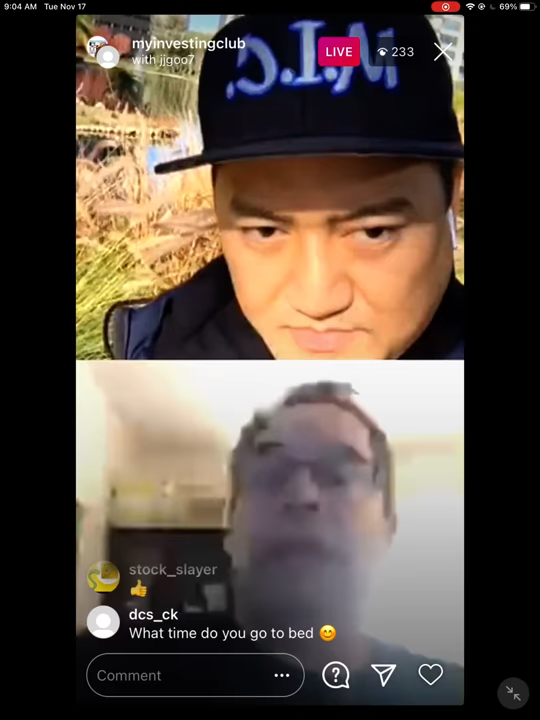 9:04 AM Tue Nov 17
69%
myinvestingclub
with jjgoo7
LIVE
233
M.I.C.
stock_slayer
👍
dcs_ck
What time do you go to bed 😊
Comment